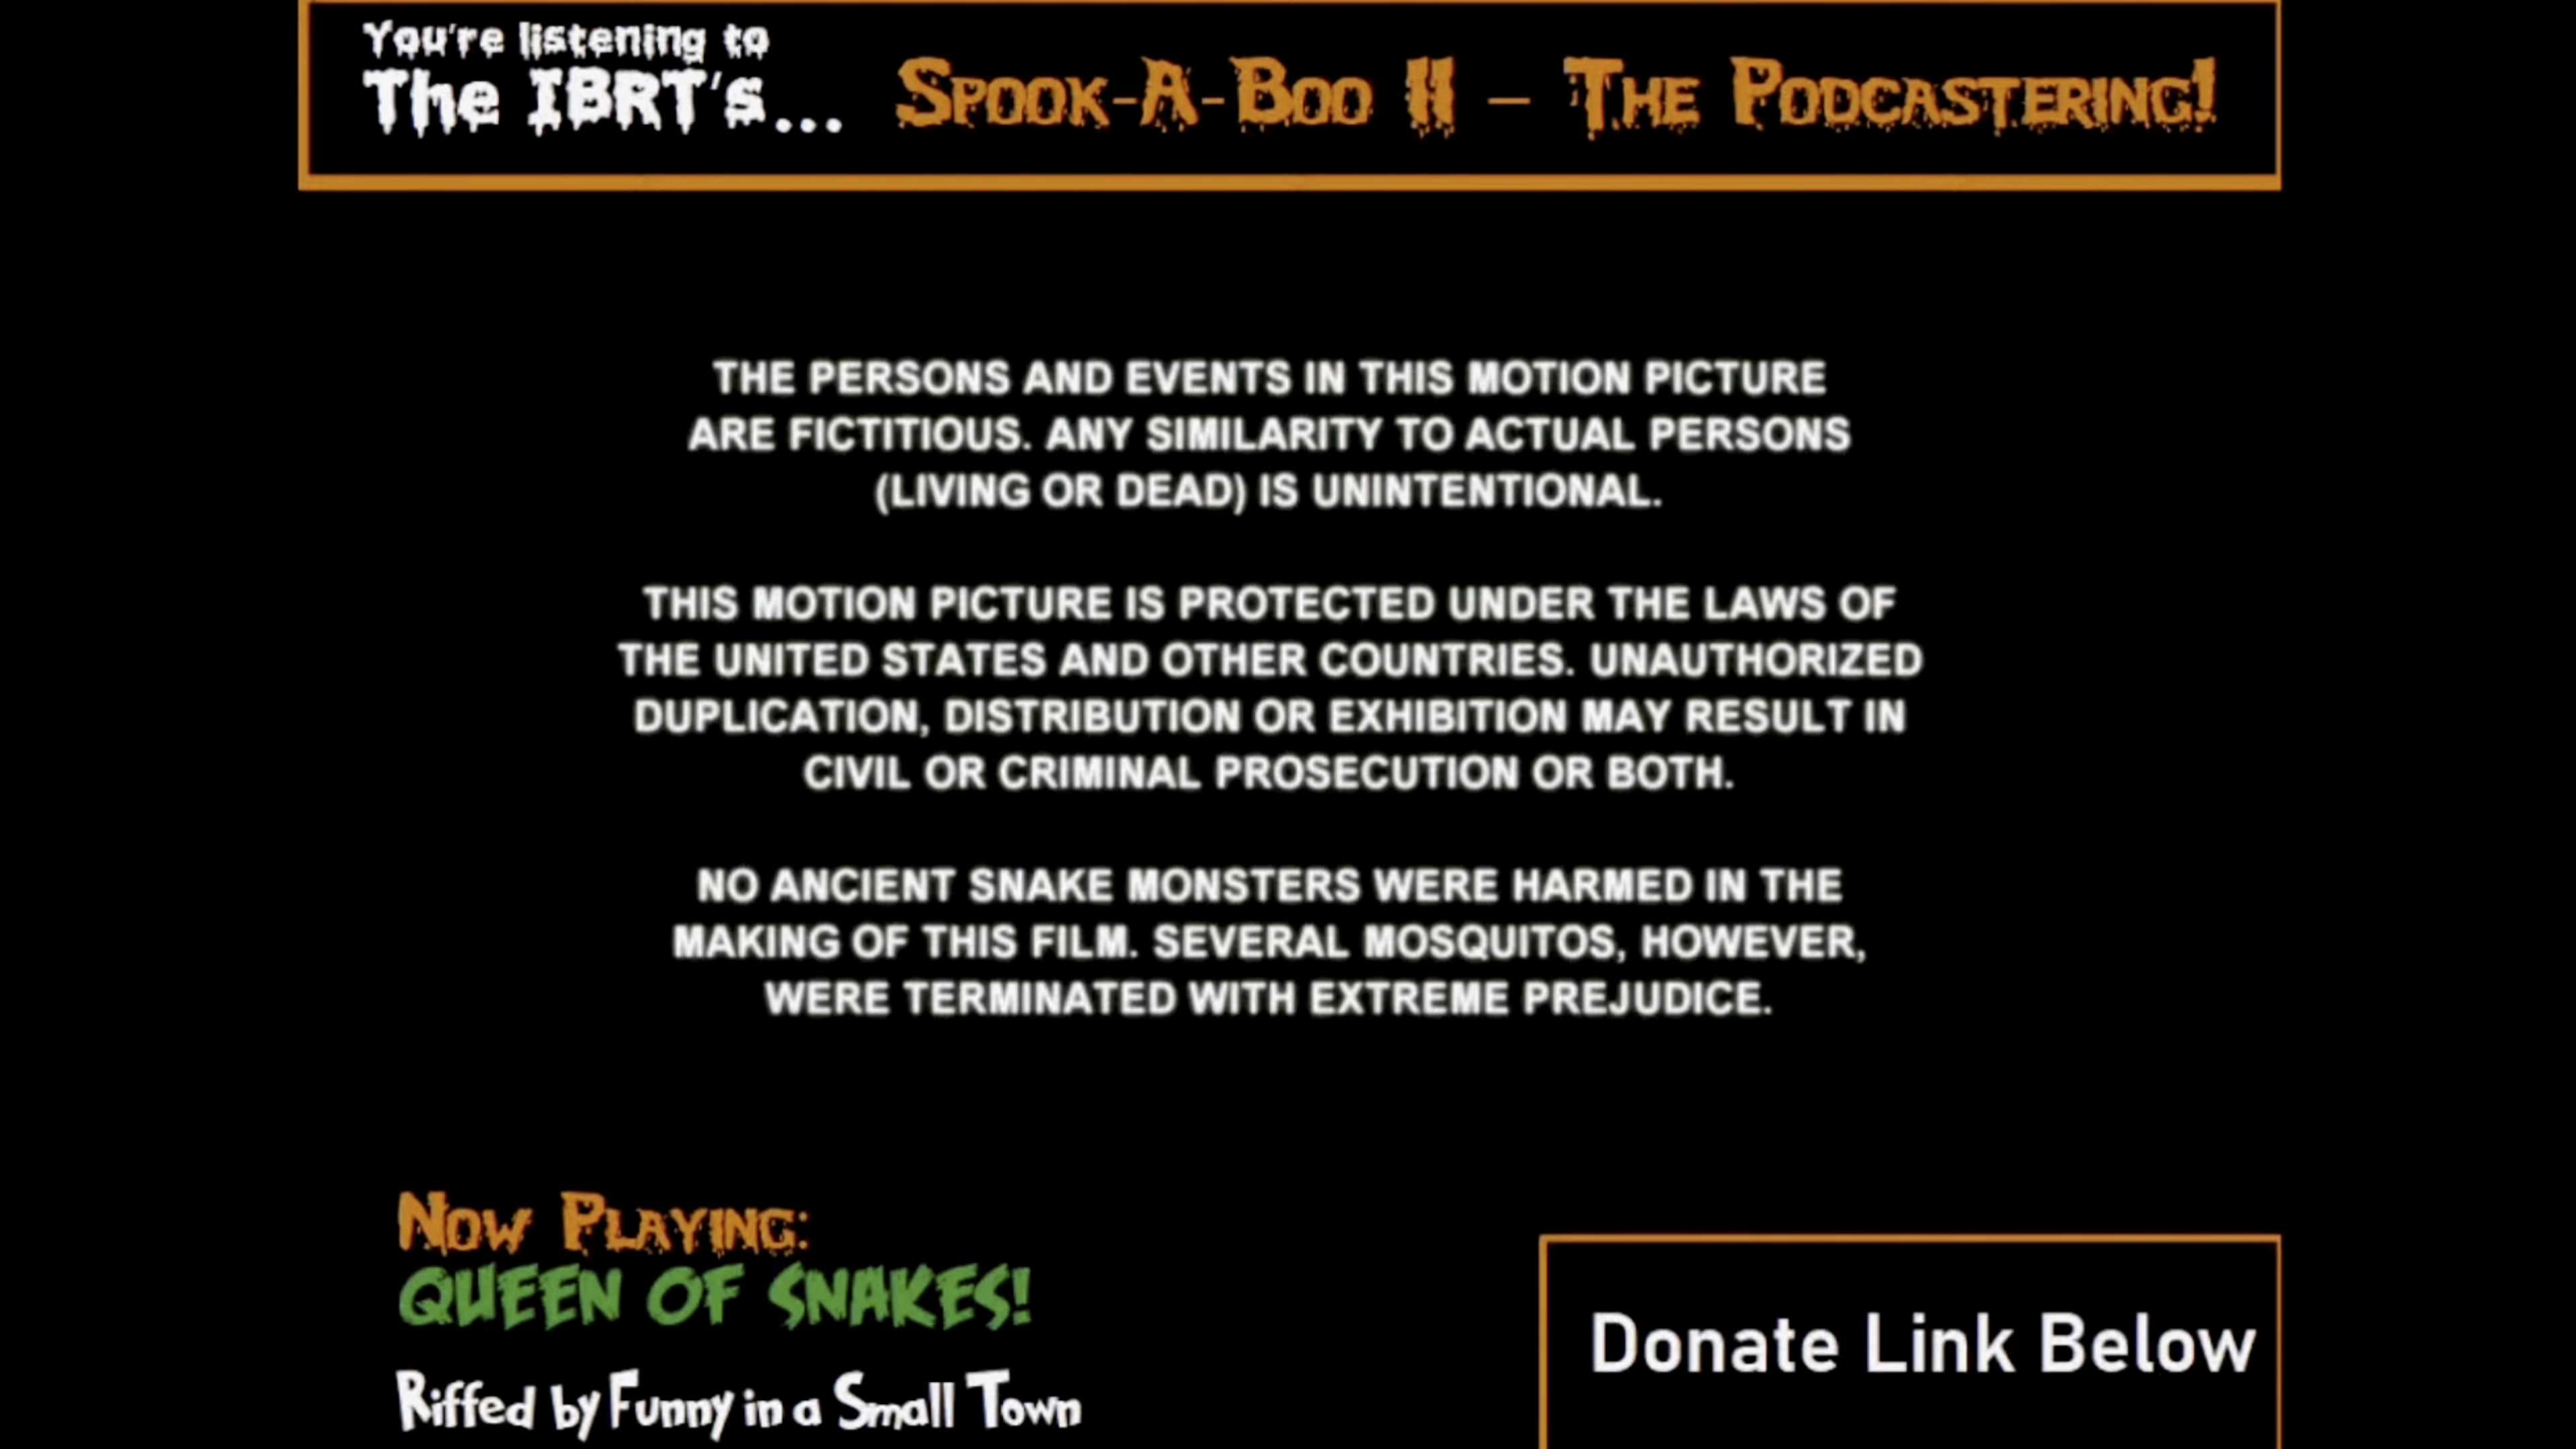 You're listening to
The IBRT's...
Spook-A-Boo II – The Podcastering!
THE PERSONS AND EVENTS IN THIS MOTION PICTURE
ARE FICTITIOUS. ANY SIMILARITY TO ACTUAL PERSONS
(LIVING OR DEAD) IS UNINTENTIONAL.
THIS MOTION PICTURE IS PROTECTED UNDER THE LAWS OF
THE UNITED STATES AND OTHER COUNTRIES. UNAUTHORIZED
DUPLICATION, DISTRIBUTION OR EXHIBITION MAY RESULT IN
CIVIL OR CRIMINAL PROSECUTION OR BOTH.
NO ANCIENT SNAKE MONSTERS WERE HARMED IN THE
MAKING OF THIS FILM. SEVERAL MOSQUITOS, HOWEVER,
WERE TERMINATED WITH EXTREME PREJUDICE.
Now Playing:
QUEEN OF SNAKES!
Riffed by Funny in a Small Town
Donate Link Below